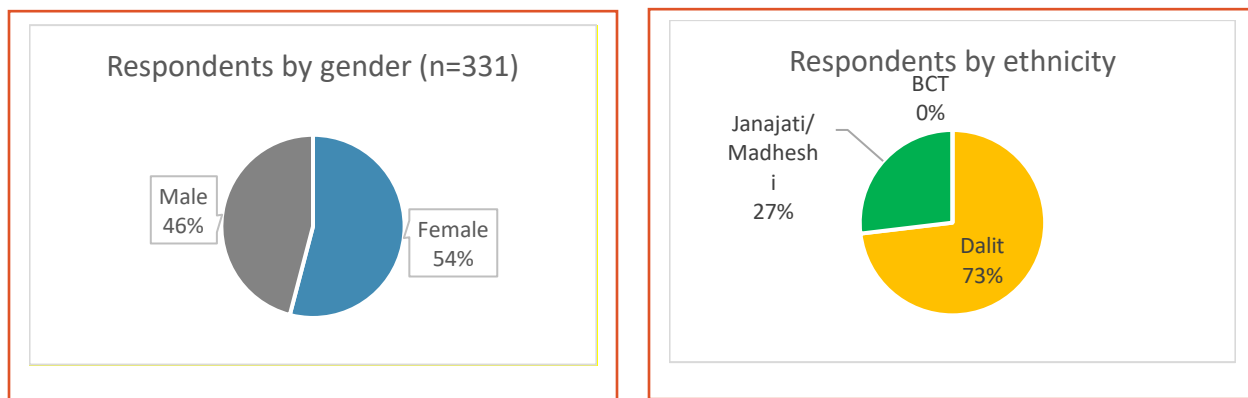 Respondents by gender (n=331)
Male
46%
Female
54%
Respondents by ethnicity
BCT
0%
Janajati/
Madhesh
i
27%
Dalit
73%